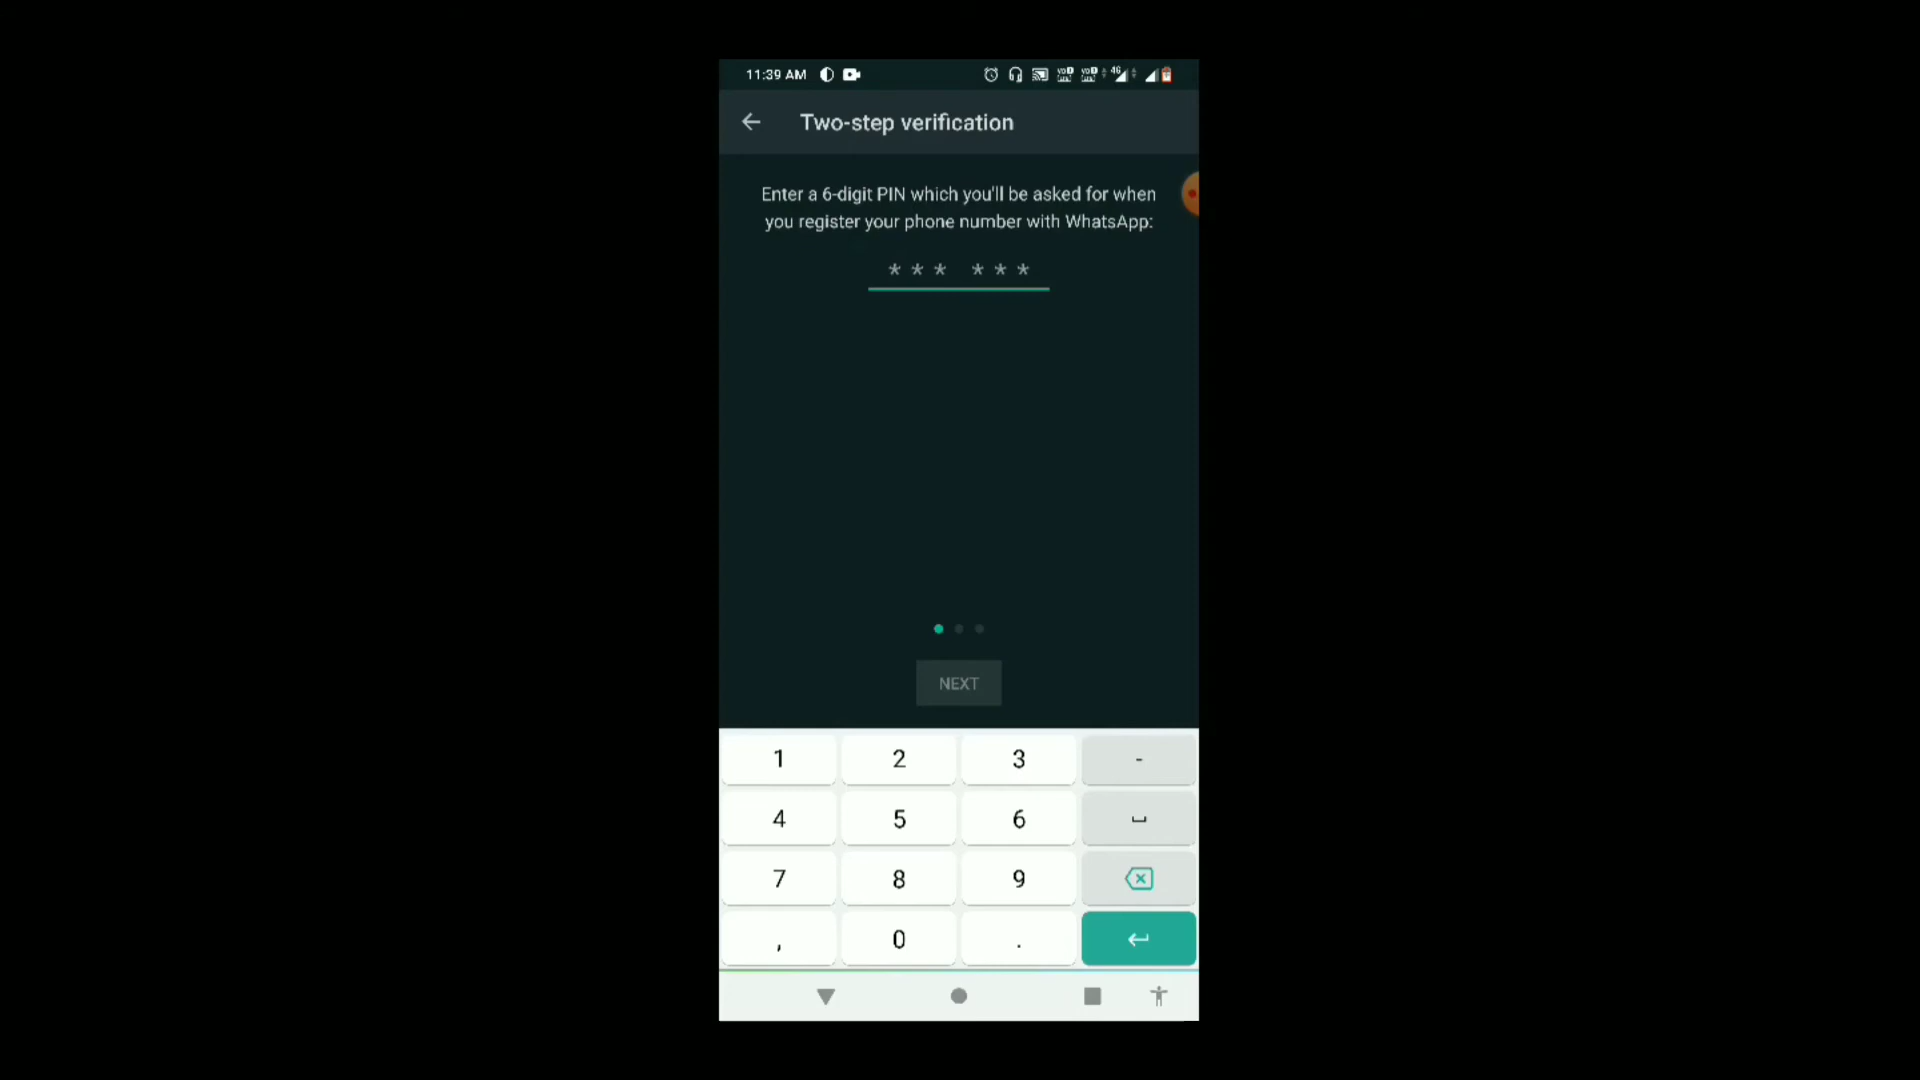 11:39 AM
4G
Two-step verification
Enter a 6-digit PIN which you'll be asked for when
you register your phone number with WhatsApp:
* * * * * *
NEXT
1 2 3 -
4 5 6
7 8 9
, 0 .